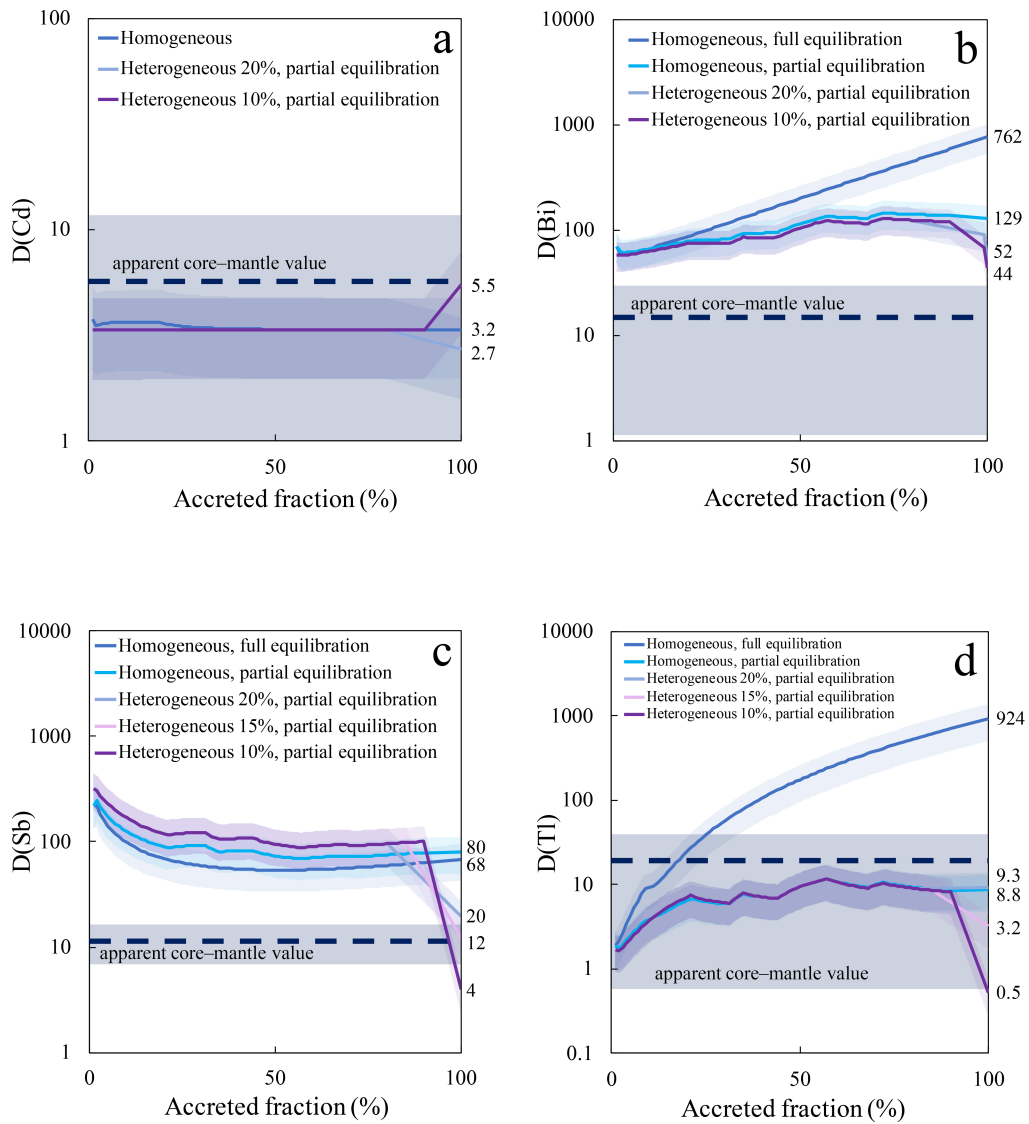 a
100
10
1
D(Cd)
Homogeneous
Heterogeneous 20%, partial equilibration
Heterogeneous 10%, partial equilibration
apparent core–mantle value
5.5
3.2
2.7
0
50
100
Accreted fraction (%)
b
10000
1000
100
10
1
D(Bi)
Homogeneous, full equilibration
Homogeneous, partial equilibration
Heterogeneous 20%, partial equilibration
Heterogeneous 10%, partial equilibration
apparent core–mantle value
762
129
52
44
0
50
100
Accreted fraction (%)
c
10000
1000
100
10
1
D(Sb)
Homogeneous, full equilibration
Homogeneous, partial equilibration
Heterogeneous 20%, partial equilibration
Heterogeneous 15%, partial equilibration
Heterogeneous 10%, partial equilibration
apparent core–mantle value
80
68
20
12
4
0
50
100
Accreted fraction (%)
d
10000
1000
100
10
1
0.1
D(Tl)
Homogeneous, full equilibration
Homogeneous, partial equilibration
Heterogeneous 20%, partial equilibration
Heterogeneous 15%, partial equilibration
Heterogeneous 10%, partial equilibration
apparent core–mantle value
924
9.3
8.8
3.2
0.5
0
50
100
Accreted fraction (%)